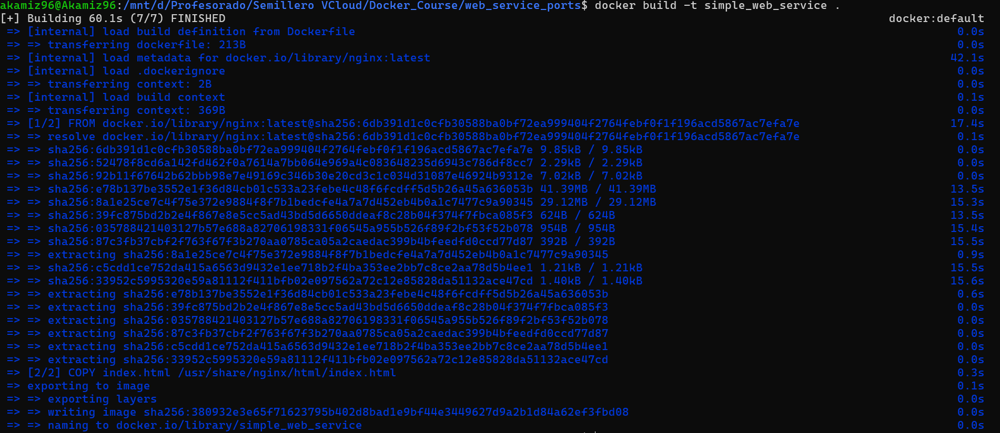 akamiz96@Akamiz96:/mnt/d/Profesorado/Semillero VCloud/Docker_Course/web_service_ports$ docker build -t simple_web_service .
[+] Building 60.1s (7/7) FINISHED docker:default
=> [internal] load build definition from Dockerfile 0.0s
=> => transferring dockerfile: 213B 0.0s
=> [internal] load metadata for docker.io/library/nginx:latest 42.1s
=> [internal] load .dockerignore 0.0s
=> => transferring context: 2B 0.0s
=> [internal] load build context 0.1s
=> => transferring context: 369B 0.0s
=> [1/2] FROM docker.io/library/nginx:latest@sha256:6db391d1c0cfb30588ba0bf72ea999404f2764febf0f1f196acd5867ac7efa7e 17.4s
=> => resolve docker.io/library/nginx:latest@sha256:6db391d1c0cfb30588ba0bf72ea999404f2764febf0f1f196acd5867ac7efa7e 0.1s
=> => sha256:6db391d1c0cfb30588ba0bf72ea999404f2764febf0f1f196acd5867ac7efa7e 9.85kB / 9.85kB 0.0s
=> => sha256:52478f8cd6a142fd462f0a7614a7bb064e969a4c083648235d6943c786df8cc7 2.29kB / 2.29kB 0.0s
=> => sha256:92b11f67642b62bbb98e7e49169c346b30e20cd3c1c034d31087e46924b9312e 7.02kB / 7.02kB 0.0s
=> => sha256:e78b137be3552e1f36d84cb01c533a23febe4c48f6fcdff5d5b26a45a636053b 41.39MB / 41.39MB 13.5s
=> => sha256:8a1e25ce7c4f75e372e9884f8f7b1bedcfe4a7a7d452eb4b0a1c7477c9a90345 29.12MB / 29.12MB 15.3s
=> => sha256:39fc875bd2b2e4f867e8e5cc5ad43bd5d6650ddeaf8c28b04f374f7fbca085f3 624B / 624B 13.5s
=> => sha256:035788421403127b57e688a82706198331f06545a955b526f89f2bf53f52b078 954B / 954B 15.4s
=> => sha256:87c3fb37cbf2f763f67f3b270aa0785ca05a2caedac399b4bfeedfd0ccd77d87 392B / 392B 15.5s
=> => extracting sha256:8a1e25ce7c4f75e372e9884f8f7b1bedcfe4a7a7d452eb4b0a1c7477c9a90345 0.9s
=> => sha256:c5cdd1ce752da415a6563d9432e1ee718b2f4ba353ee2bb7c8ce2aa78d5b4ee1 1.21kB / 1.21kB 15.5s
=> => sha256:33952c5995320e59a81112f411bfb02e097562a72c12e85828da51132ace47cd 1.40kB / 1.40kB 15.6s
=> => extracting sha256:e78b137be3552e1f36d84cb01c533a23febe4c48f6fcdff5d5b26a45a636053b 0.6s
=> => extracting sha256:39fc875bd2b2e4f867e8e5cc5ad43bd5d6650ddeaf8c28b04f374f7fbca085f3 0.0s
=> => extracting sha256:035788421403127b57e688a82706198331f06545a955b526f89f2bf53f52b078 0.0s
=> => extracting sha256:87c3fb37cbf2f763f67f3b270aa0785ca05a2caedac399b4bfeedfd0ccd77d87 0.0s
=> => extracting sha256:c5cdd1ce752da415a6563d9432e1ee718b2f4ba353ee2bb7c8ce2aa78d5b4ee1 0.0s
=> => extracting sha256:33952c5995320e59a81112f411bfb02e097562a72c12e85828da51132ace47cd 0.0s
=> [2/2] COPY index.html /usr/share/nginx/html/index.html 0.3s
=> exporting to image 0.1s
=> => exporting layers 0.0s
=> => writing image sha256:380932e3e65f71623795b402d8bad1e9bf44e3449627d9a2b1d84a62ef3fbd08 0.0s
=> => naming to docker.io/library/simple_web_service 0.0s